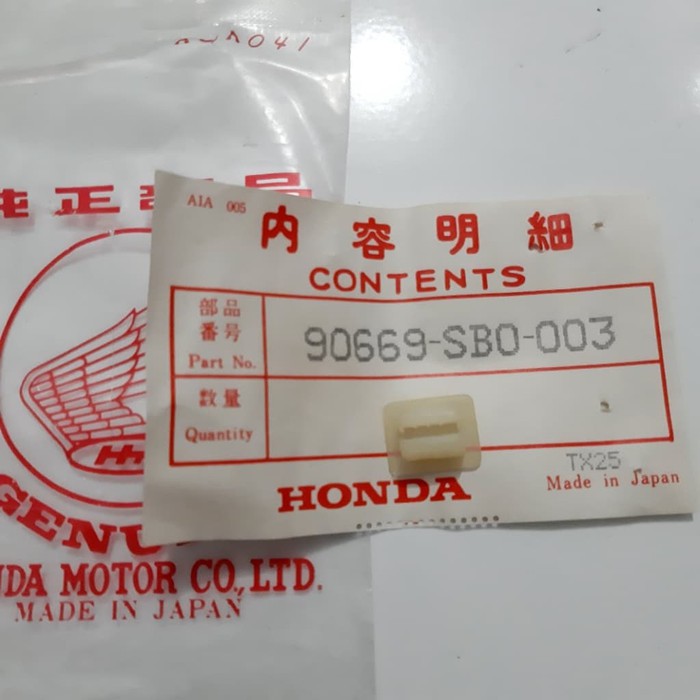 041
純正部品
AIA 005
内容明細
CONTENTS
部品
番号
Part No.
90669-SB0-003
数量
Quantity
TX25
Made in Japan
HONDA
GENU
NDA MOTOR CO., LTD.
MADE IN JAPAN